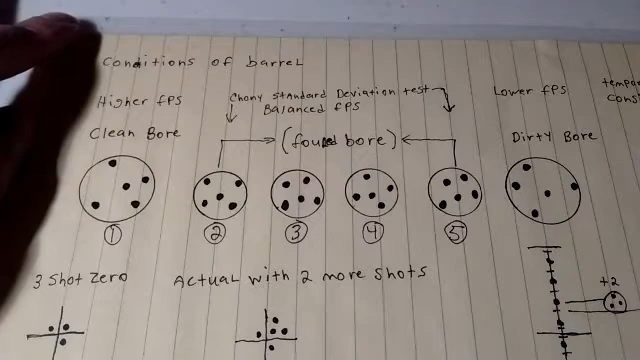 Conditions of barrel
Higher fps
Chony Standard Deviation test
Balanced fps
Lower fps
Clean Bore
(fouled bore)
Dirty Bore
1 2 3 4 5
3 Shot Zero
Actual with 2 more shots
+2